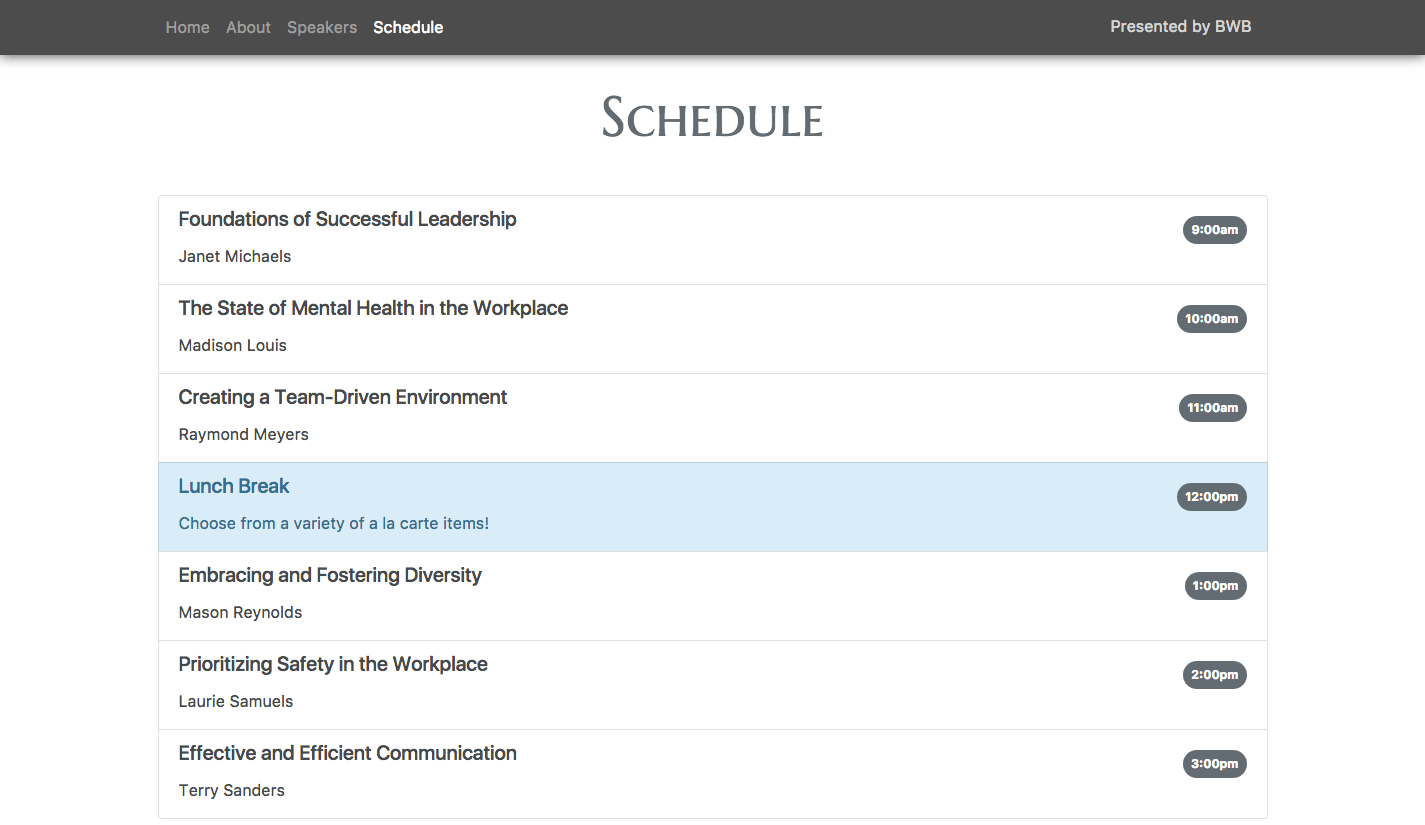 Home About Speakers Schedule Presented by BWB
Schedule
Foundations of Successful Leadership
9:00am
Janet Michaels
The State of Mental Health in the Workplace
10:00am
Madison Louis
Creating a Team-Driven Environment
11:00am
Raymond Meyers
Lunch Break
12:00pm
Choose from a variety of a la carte items!
Embracing and Fostering Diversity
1:00pm
Mason Reynolds
Prioritizing Safety in the Workplace
2:00pm
Laurie Samuels
Effective and Efficient Communication
3:00pm
Terry Sanders